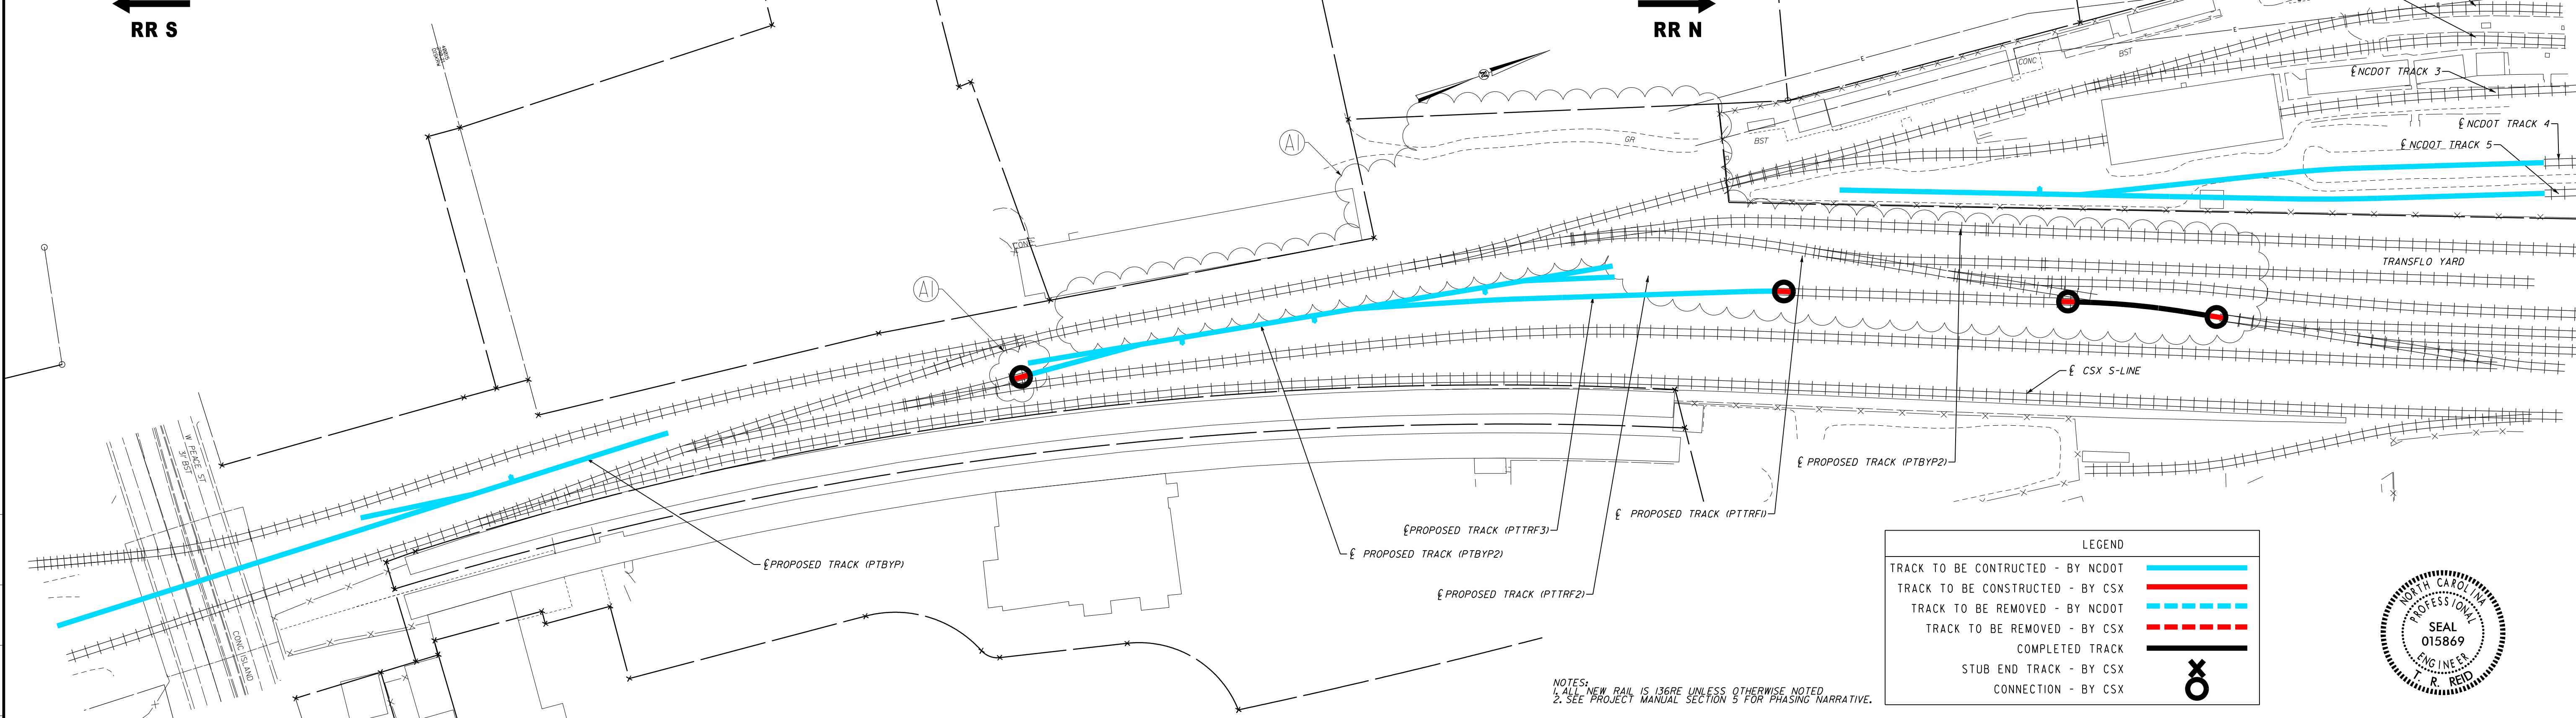 RR S
RR N
CONC
BST
E
E
E
℄ NCDOT TRACK 3
℄ NCDOT TRACK 4
℄ NCDOT TRACK 5
GR
BST
A1
A1
CONC
TRANSFLO YARD
℄ CSX S-LINE
W PEACE ST
31' BST
CONC ISLAND
℄ PROPOSED TRACK (PTBYP2)
℄ PROPOSED TRACK (PTTRF1)
℄PROPOSED TRACK (PTTRF3)
℄ PROPOSED TRACK (PTBYP2)
℄PROPOSED TRACK (PTBYP)
℄PROPOSED TRACK (PTTRF2)
LEGEND
TRACK TO BE CONTRUCTED - BY NCDOT
TRACK TO BE CONSTRUCTED - BY CSX
TRACK TO BE REMOVED - BY NCDOT
TRACK TO BE REMOVED - BY CSX
COMPLETED TRACK
STUB END TRACK - BY CSX
CONNECTION - BY CSX
NOTES:
1. ALL NEW RAIL IS 136RE UNLESS OTHERWISE NOTED
2. SEE PROJECT MANUAL SECTION 5 FOR PHASING NARRATIVE.
NORTH CAROLINA
PROFESSIONAL
SEAL
015869
ENGINEER
T. R. REID